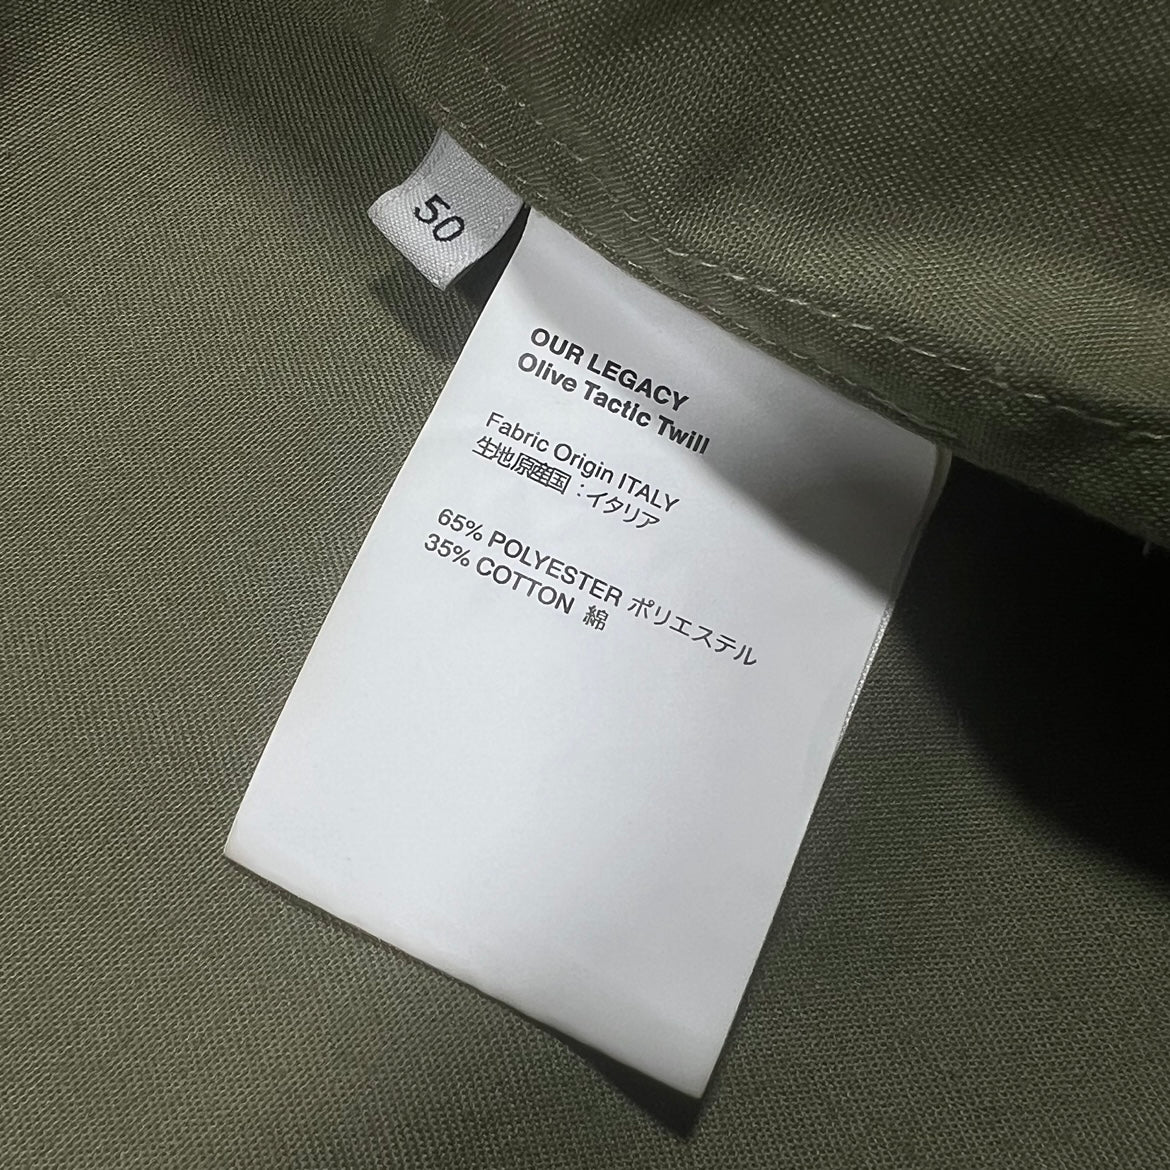 50
OUR LEGACY
Olive Tactic Twill
Fabric Origin ITALY
生地原産国：イタリア
65% POLYESTER ポリエステル
35% COTTON 綿